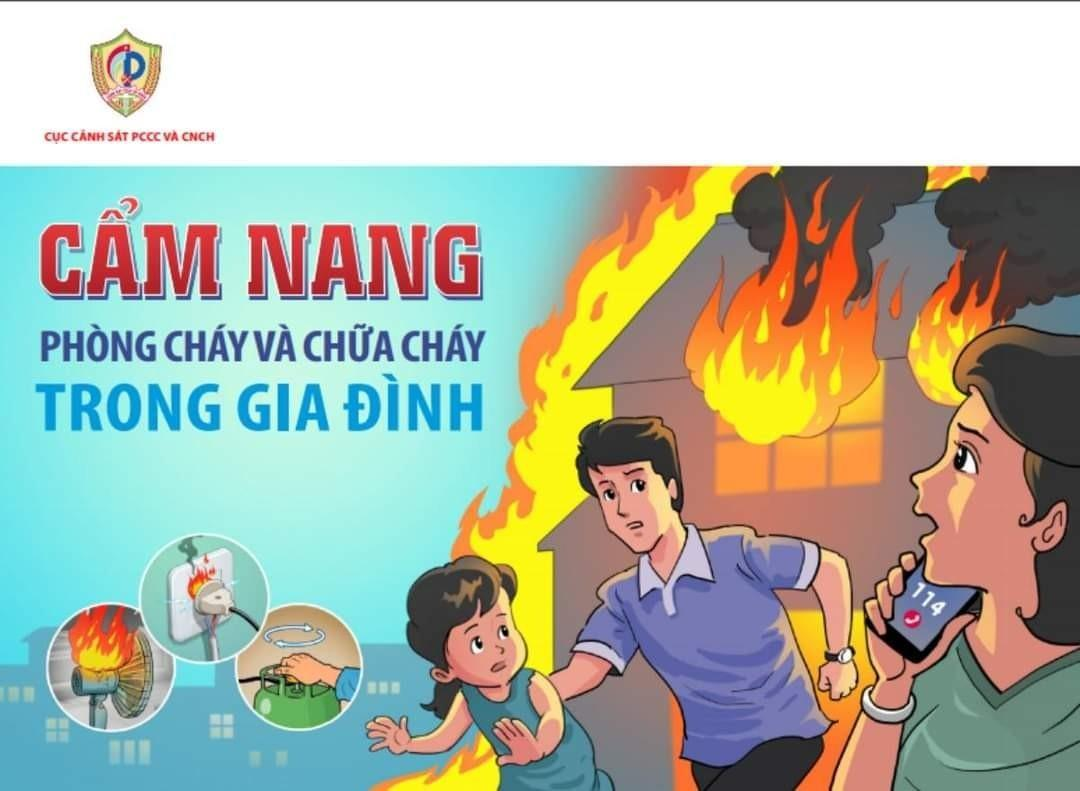 CỤC CẢNH SÁT PCCC VÀ CNCH
CẨM NANG
PHÒNG CHÁY VÀ CHỮA CHÁY
TRONG GIA ĐÌNH
114